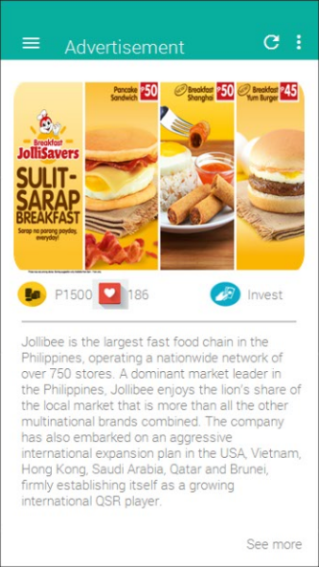 Advertisement
Breakfast
JolliSavers
SULIT-
SARAP
BREAKFAST
Sarap na parang payday,
everyday!
Pancake
Sandwich
P50
Breakfast
Shanghai
P50
Breakfast
Yum Burger
P45
P1500
186
Invest
Jollibee is the largest fast food chain in the
Philippines, operating a nationwide network of
over 750 stores. A dominant market leader in
the Philippines, Jollibee enjoys the lion's share of
the local market that is more than all the other
multinational brands combined. The company
has also embarked on an aggressive
international expansion plan in the USA, Vietnam,
Hong Kong, Saudi Arabia, Qatar and Brunei,
firmly establishing itself as a growing
international QSR player.
See more